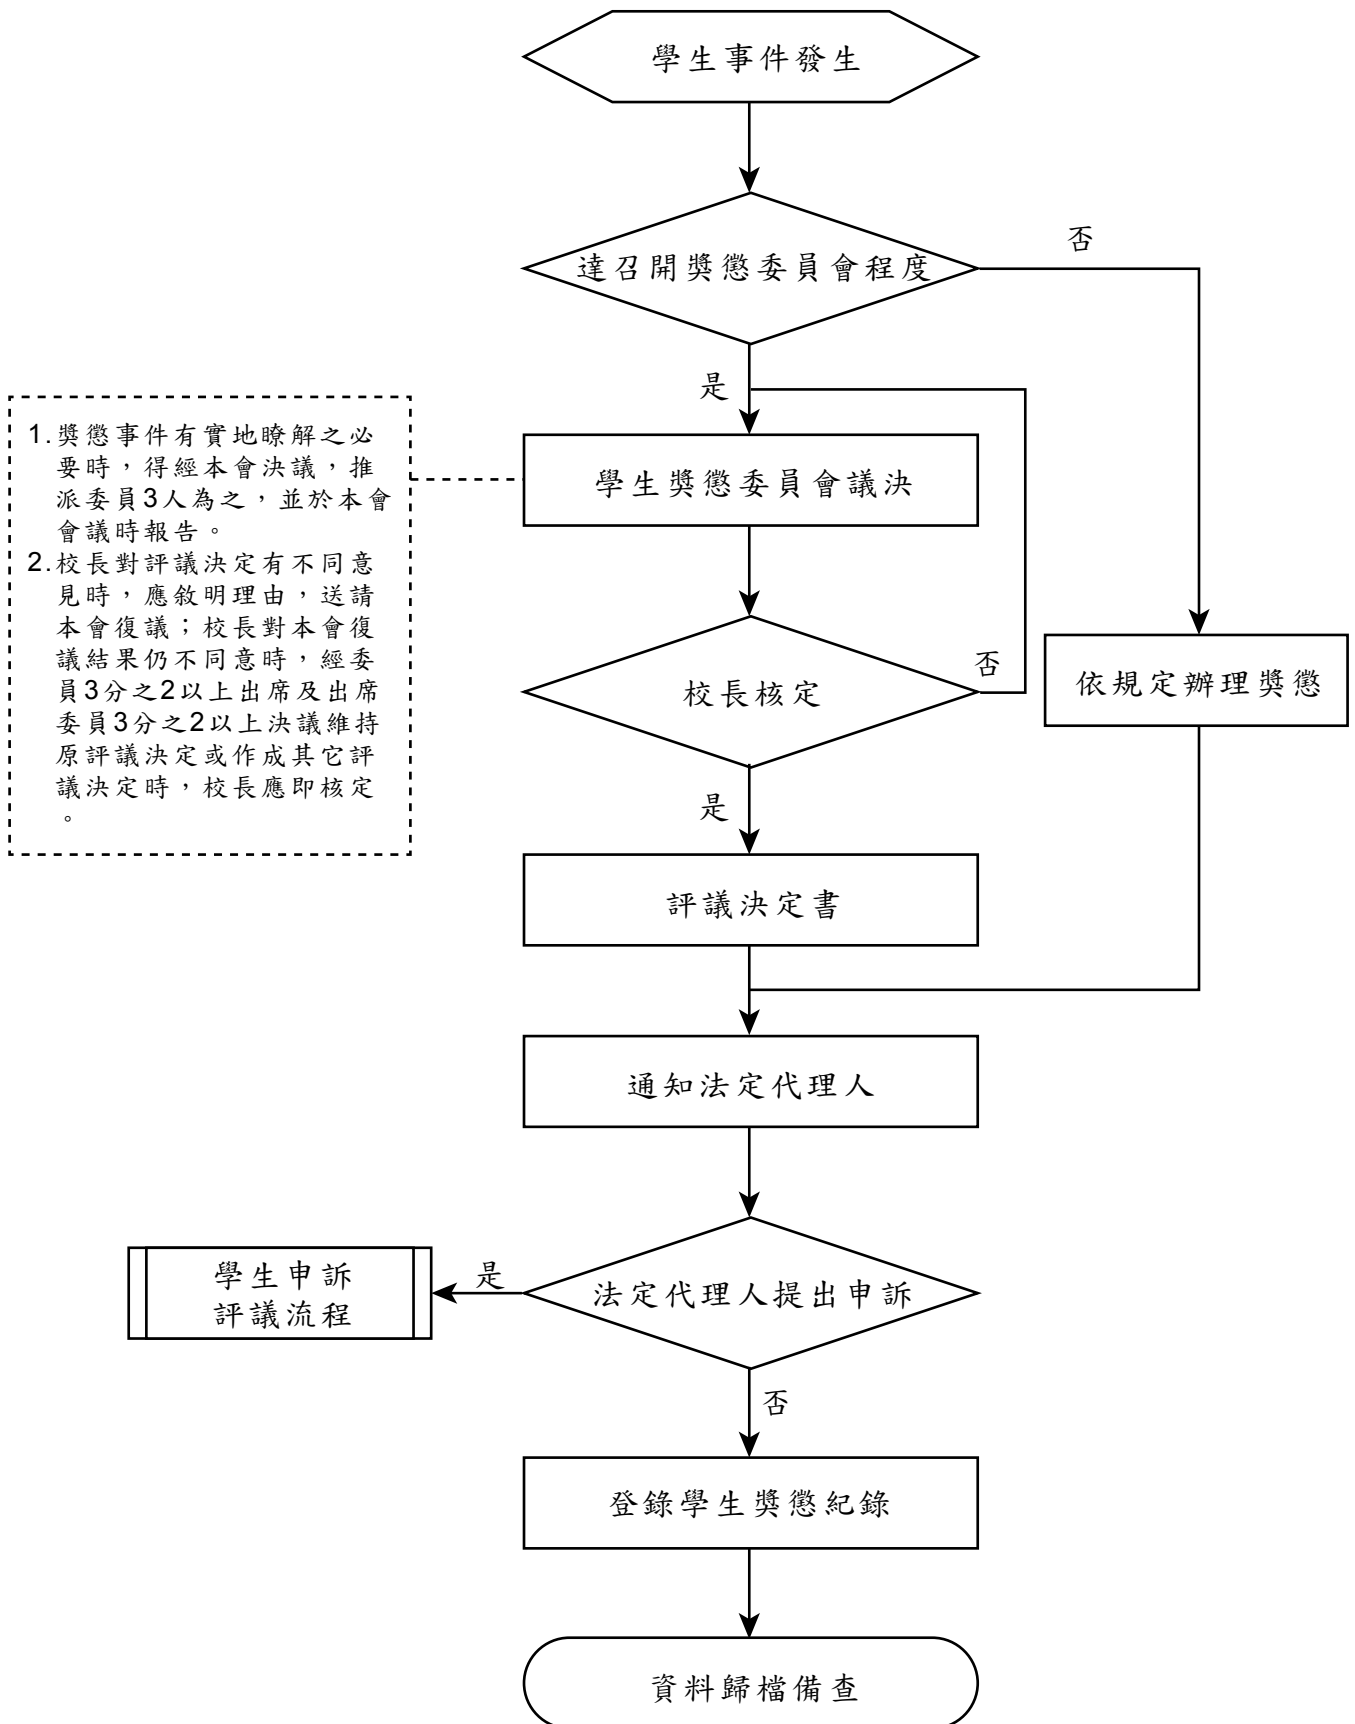 學生事件發生
達召開獎懲委員會程度
否
是
1.獎懲事件有實地瞭解之必
要時，得經本會決議，推
派委員3人為之，並於本會
會議時報告。
2.校長對評議決定有不同意
見時，應敘明理由，送請
本會復議；校長對本會復
議結果仍不同意時，經委
員3分之2以上出席及出席
委員3分之2以上決議維持
原評議決定或作成其它評
議決定時，校長應即核定
。
學生獎懲委員會議決
校長核定
否
依規定辦理獎懲
是
評議決定書
通知法定代理人
法定代理人提出申訴
是
學生申訴
評議流程
否
登錄學生獎懲紀錄
資料歸檔備查